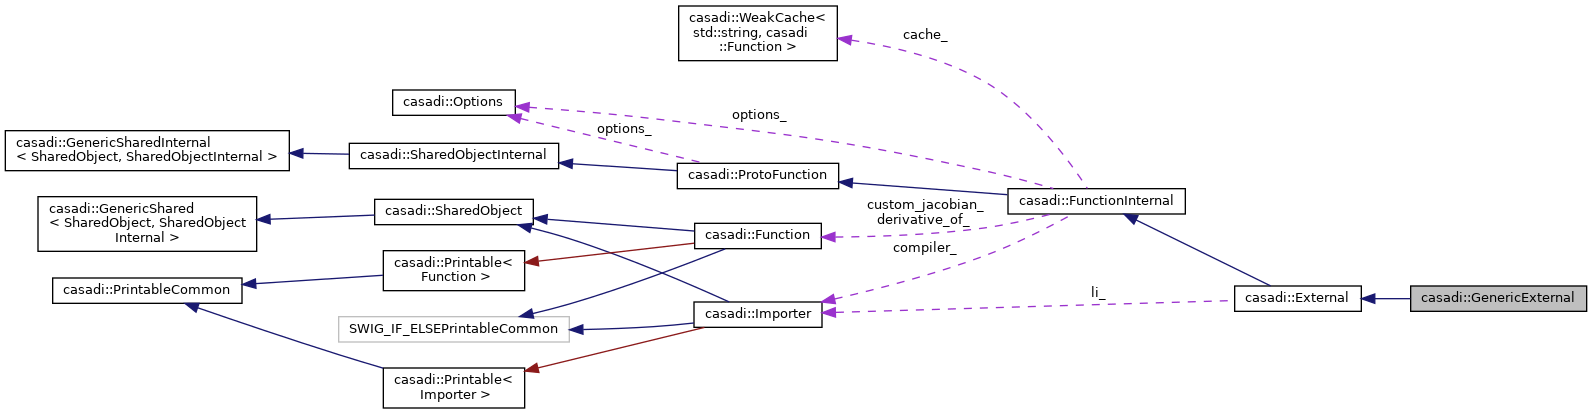 casadi::WeakCache<
std::string, casadi
::Function >
cache_
casadi::Options
options_
options_
casadi::GenericSharedInternal
< SharedObject, SharedObjectInternal >
casadi::SharedObjectInternal
casadi::ProtoFunction
casadi::FunctionInternal
casadi::GenericShared
< SharedObject, SharedObject
Internal >
casadi::SharedObject
custom_jacobian_
derivative_of_
casadi::Function
compiler_
casadi::Printable<
Function >
casadi::PrintableCommon
li_
casadi::External
casadi::GenericExternal
casadi::Importer
SWIG_IF_ELSEPrintableCommon
casadi::Printable<
Importer >